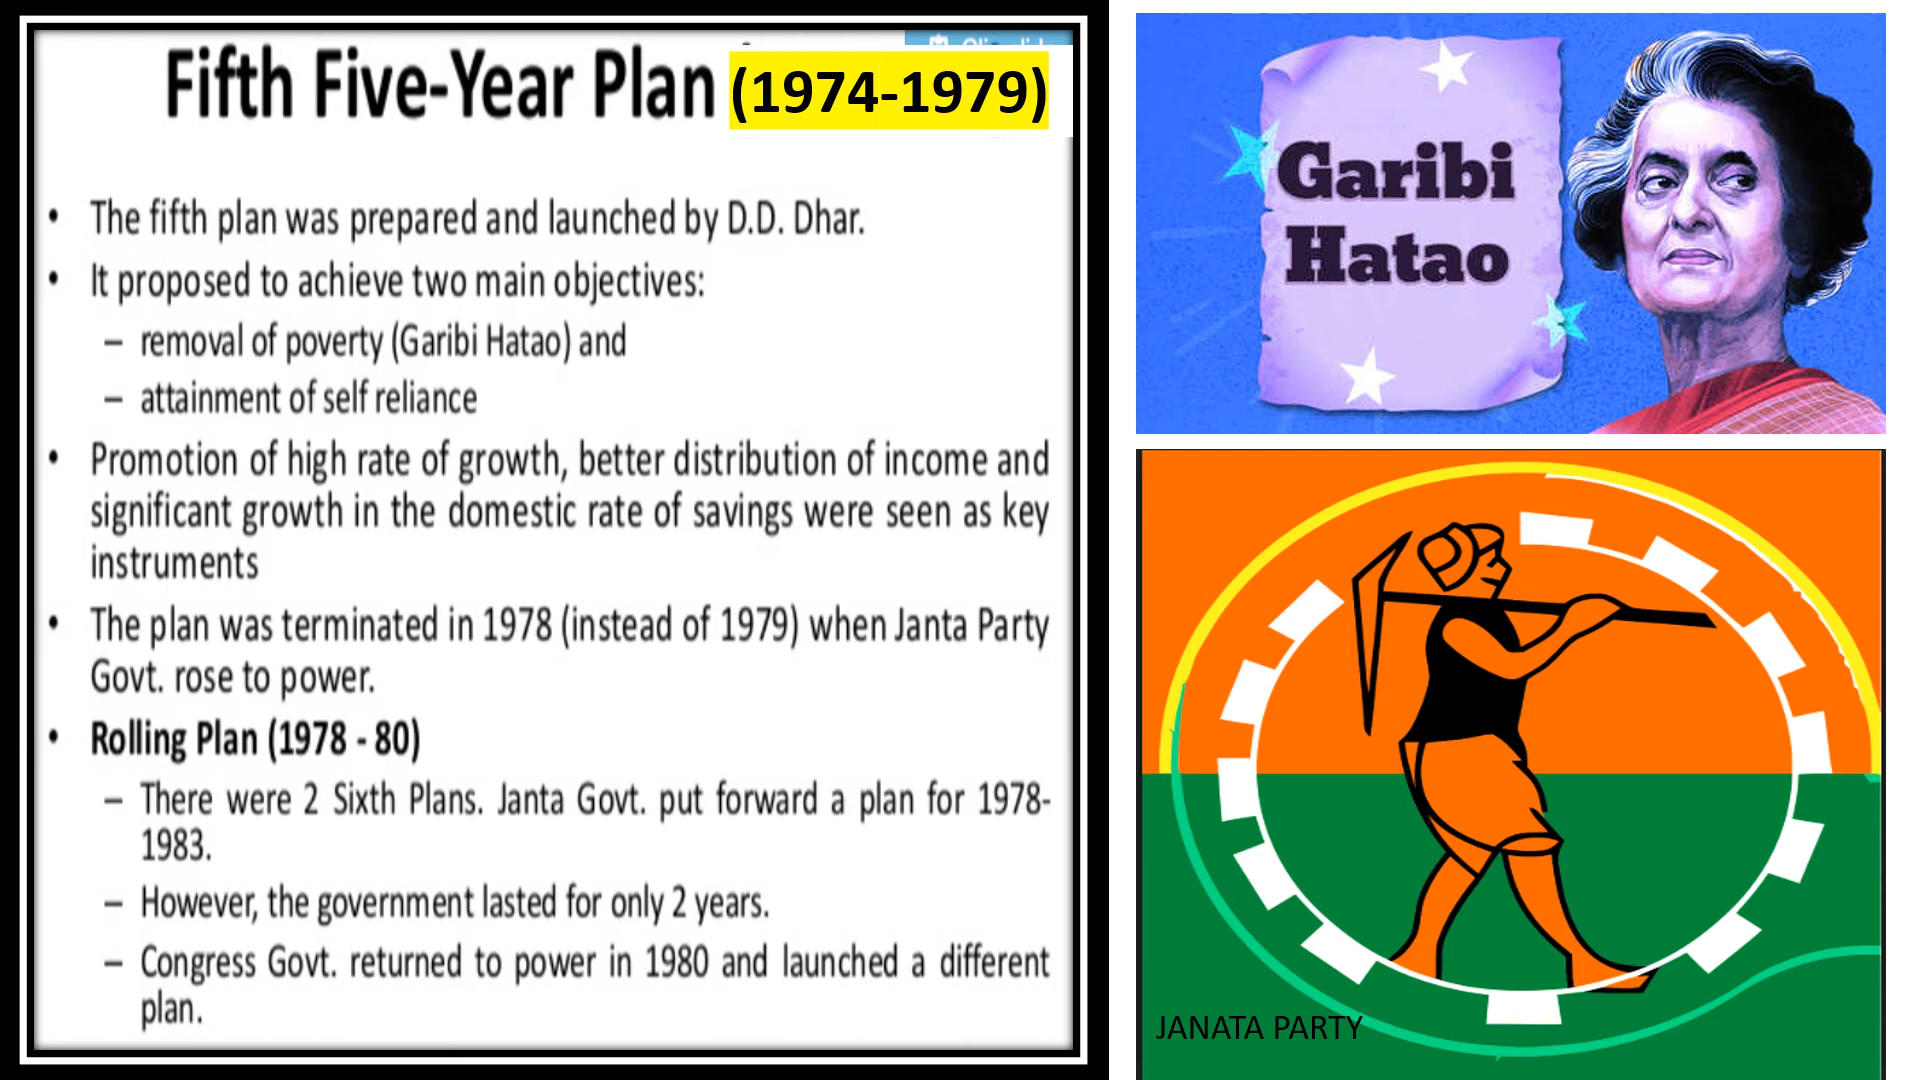 Fifth Five-Year Plan (1974-1979)
• The fifth plan was prepared and launched by D.D. Dhar.
• It proposed to achieve two main objectives:
– removal of poverty (Garibi Hatao) and
– attainment of self reliance
• Promotion of high rate of growth, better distribution of income and
significant growth in the domestic rate of savings were seen as key
instruments
• The plan was terminated in 1978 (instead of 1979) when Janta Party
Govt. rose to power.
• Rolling Plan (1978 - 80)
– There were 2 Sixth Plans. Janta Govt. put forward a plan for 1978-
1983.
– However, the government lasted for only 2 years.
– Congress Govt. returned to power in 1980 and launched a different
plan.
Garibi
Hatao
JANATA PARTY